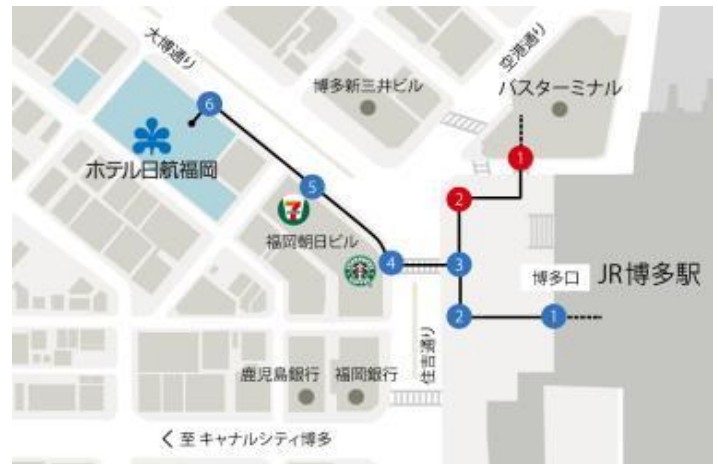 大博通り
空港通り
博多新三井ビル
バスターミナル
6
1
ホテル日航福岡
5
2
7
福岡朝日ビル
4
3
博多口
JR博多駅
2
1
住吉通り
鹿児島銀行
福岡銀行
至 キャナルシティ博多